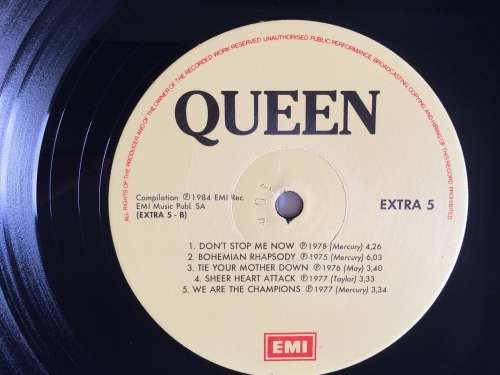 ALL RIGHTS OF THE PRODUCER AND OF THE OWNER OF THE RECORDED WORK RESERVED UNAUTHORISED PUBLIC PERFORMANCE, BROADCASTING COPYING AND HIRING OF THIS RECORD PROHIBITED
QUEEN
Compilation ℗1984 EMI Rec.
EMI Music Publ. SA
(EXTRA 5 - B)
EXTRA 5
1. DON'T STOP ME NOW ℗1978 (Mercury) 4,26
2. BOHEMIAN RHAPSODY ℗1975 (Mercury) 6,03
3. TIE YOUR MOTHER DOWN ℗1976 (May) 3,40
4. SHEER HEART ATTACK ℗1977 (Taylor) 3,33
5. WE ARE THE CHAMPIONS ℗1977 (Mercury) 3,34
EMI